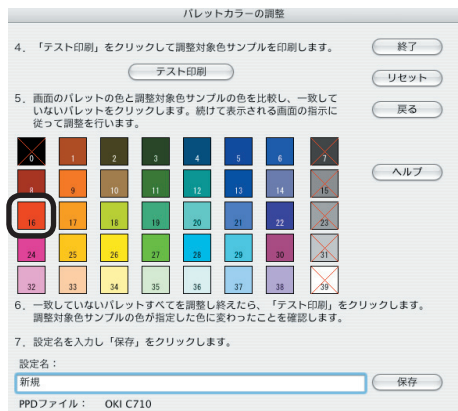 パレットカラーの調整
4. 「テスト印刷」をクリックして調整対象色サンプルを印刷します。
終了
テスト印刷
リセット
5. 画面のパレットの色と調整対象色サンプルの色を比較し、一致して
いないパレットをクリックします。続けて表示される画面の指示に
従って調整を行います。
戻る
ヘルプ
0 1 2 3 4 5 6 7
8 9 10 11 12 13 14 15
16 17 18 19 20 21 22 23
24 25 26 27 28 29 30 31
32 33 34 35 36 37 38 39
6. 一致していないパレットすべてを調整し終えたら、「テスト印刷」をクリックします。
調整対象色サンプルの色が指定した色に変わったことを確認します。
7. 設定名を入力し「保存」をクリックします。
設定名：
新規
保存
PPDファイル： OKI C710